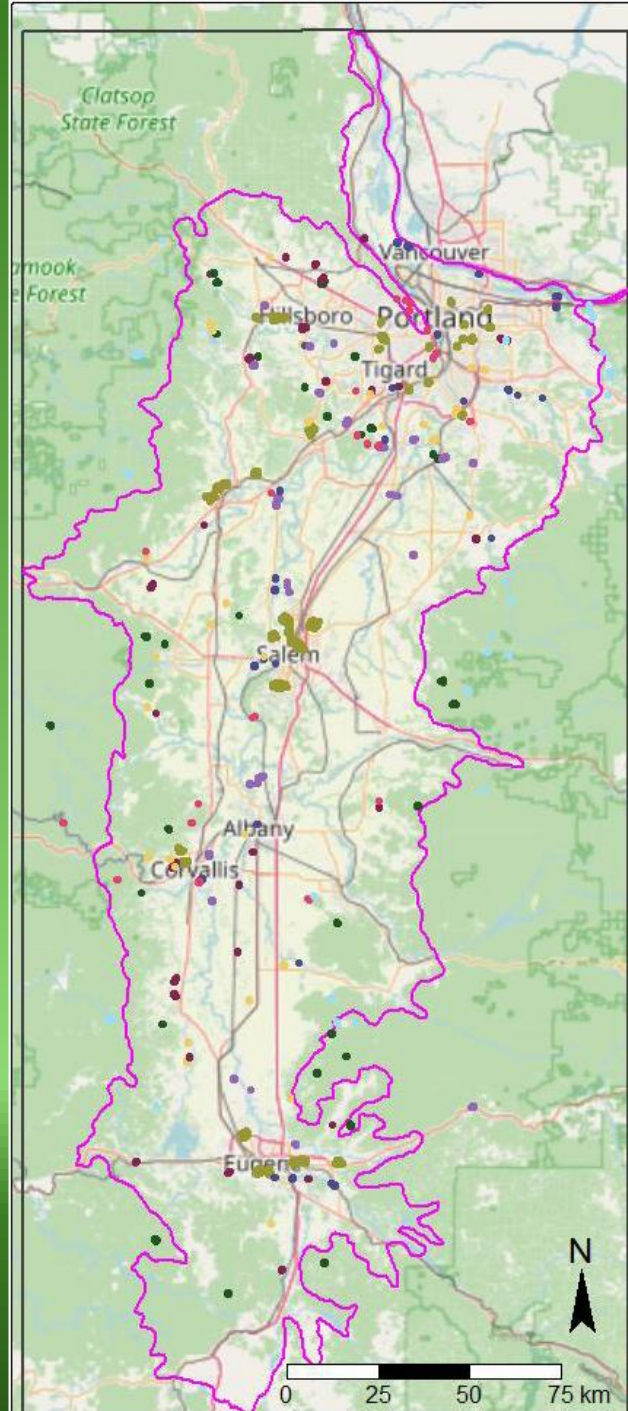 Clatsop
State Forest
amook
e Forest
Vancouver
Hillsboro
Portland
Tigard
Salem
Albany
Corvallis
Eugene
N
0 25 50 75 km